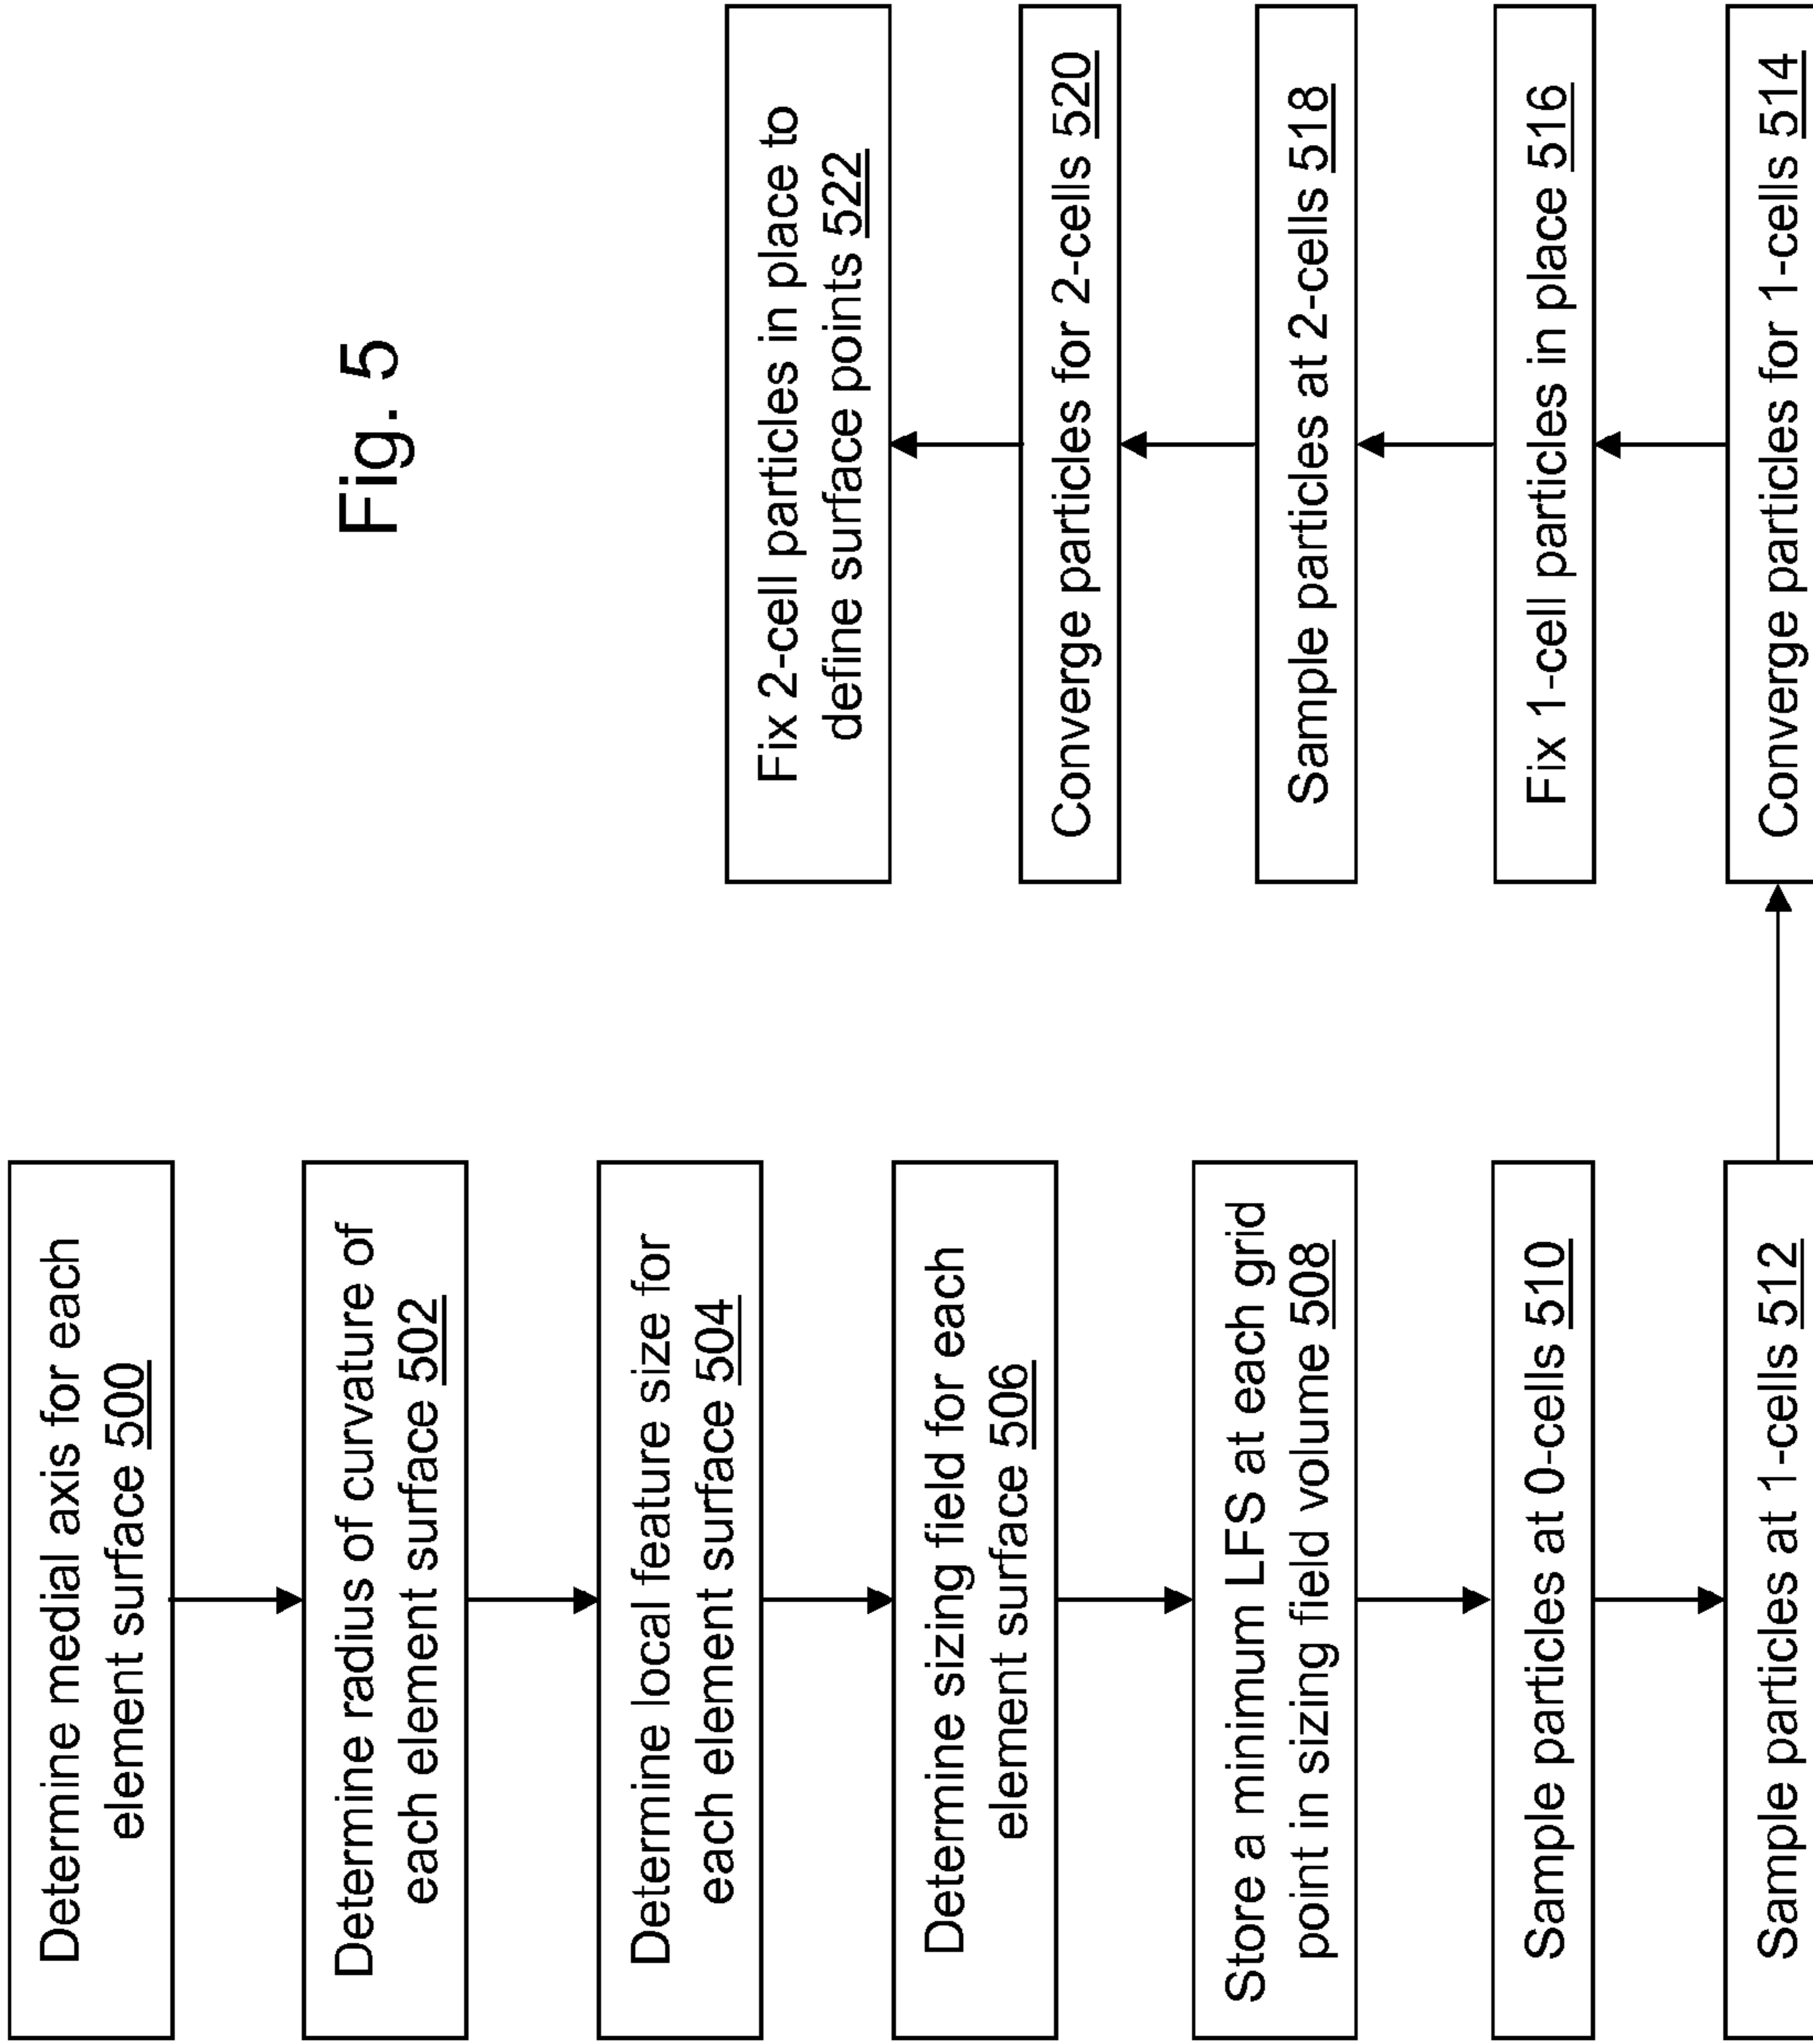 Fig. 5
Determine medial axis for each
element surface 500
Determine radius of curvature of
each element surface 502
Determine local feature size for
each element surface 504
Determine sizing field for each
element surface 506
Store a minimum LFS at each grid
point in sizing field volume 508
Sample particles at 0-cells 510
Sample particles at 1-cells 512
Converge particles for 1-cells 514
Fix 1-cell particles in place 516
Sample particles at 2-cells 518
Converge particles for 2-cells 520
Fix 2-cell particles in place to
define surface points 522